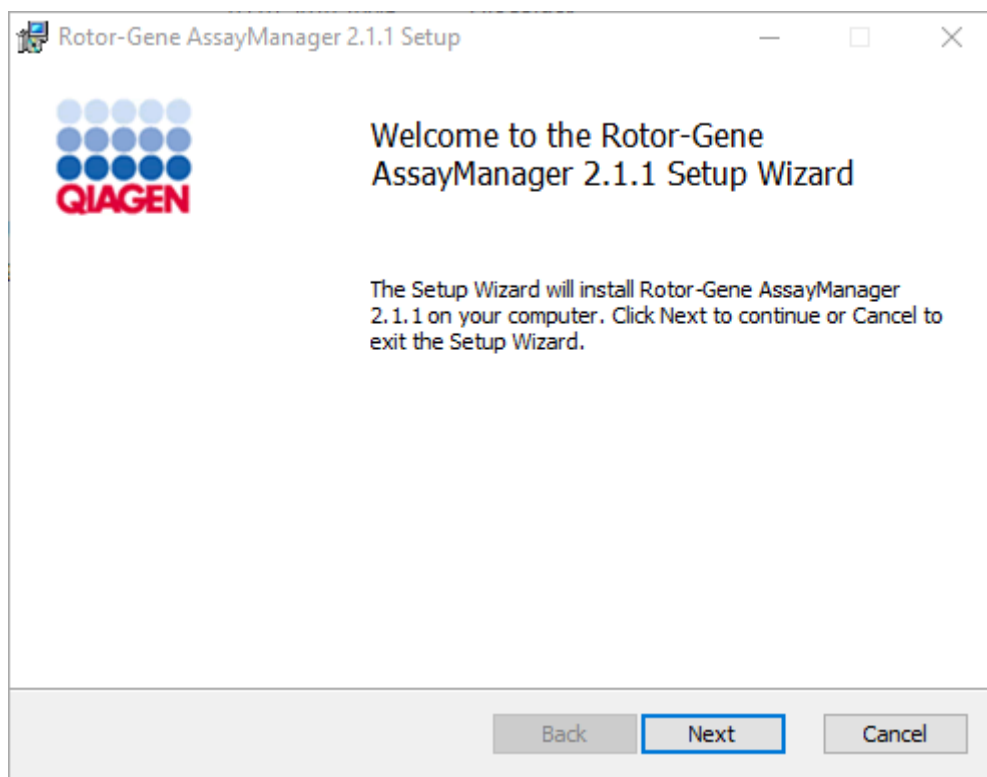 Rotor-Gene AssayManager 2.1.1 Setup
QIAGEN
Welcome to the Rotor-Gene
AssayManager 2.1.1 Setup Wizard
The Setup Wizard will install Rotor-Gene AssayManager
2.1.1 on your computer. Click Next to continue or Cancel to
exit the Setup Wizard.
Back
Next
Cancel